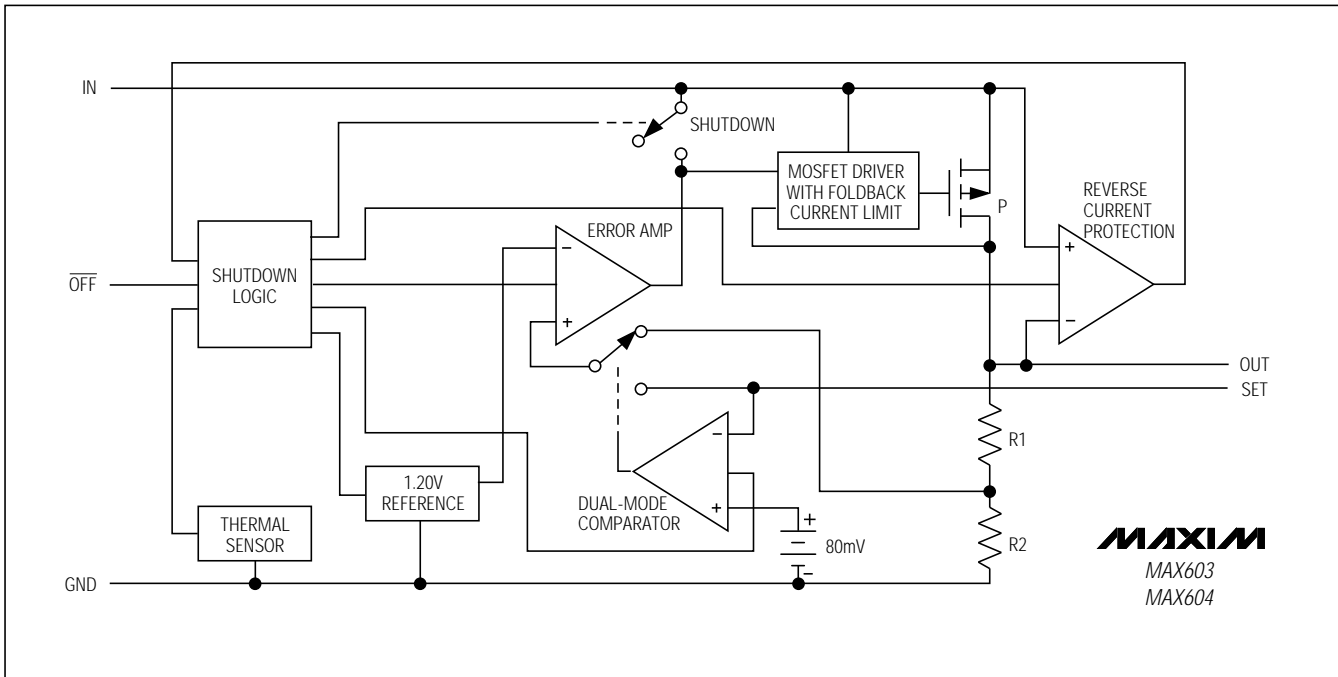 IN
SHUTDOWN
MOSFET DRIVER
WITH FOLDBACK
CURRENT LIMIT
P
REVERSE
CURRENT
PROTECTION
+
−
ERROR AMP
−
+
OFF
SHUTDOWN
LOGIC
OUT
SET
R1
−
+
DUAL-MODE
COMPARATOR
1.20V
REFERENCE
THERMAL
SENSOR
+
80mV
−
R2
GND
MAXIM
MAX603
MAX604